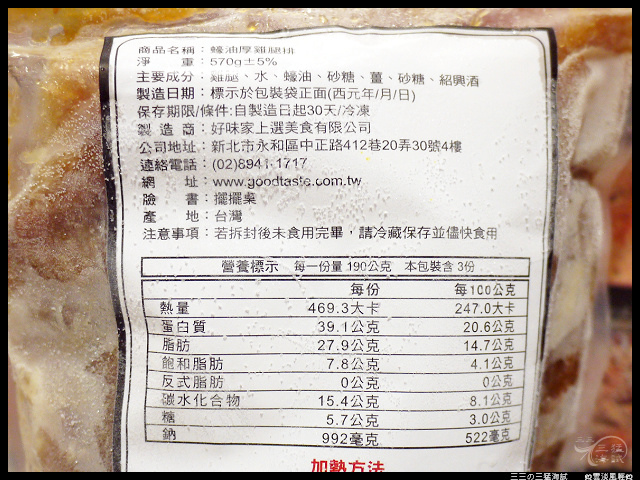 商品名稱：蠔油厚雞腿排
淨　　重：570g±5%
主要成分：雞腿、水、蠔油、砂糖、薑、砂糖、紹興酒
製造日期：標示於包裝袋正面(西元年/月/日)
保存期限/條件:自製造日起30天/冷凍
製 造 商：好味家上選美食有限公司
公司地址：新北市永和區中正路412巷20弄30號4樓
連絡電話：(02)8941-1717
網　　址：www.goodtaste.com.tw
臉　　書：擺擺桌
產　　地：台灣
注意事項：若拆封後未食用完畢，請冷藏保存並儘快食用
營養標示　每一份量 190公克　本包裝含 3份
每份　每100公克
熱量　469.3大卡　247.0大卡
蛋白質　39.1公克　20.6公克
脂肪　27.9公克　14.7公克
飽和脂肪　7.8公克　4.1公克
反式脂肪　0公克　0公克
碳水化合物　15.4公克　8.1公克
糖　5.7公克　3.0公克
鈉　992毫克　522毫克
加熱方法
三三の三猛海賊
雲淡風輕